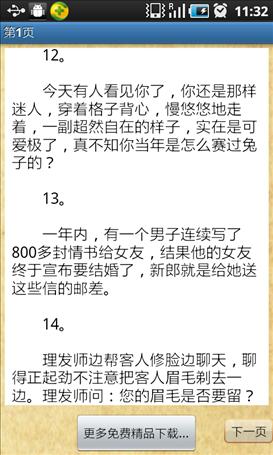 11:32
第1页
12。
今天有人看见你了，你还是那样
迷人，穿着格子背心，慢悠悠地走
着，一副超然自在的样子，实在是可
爱极了，真不知你当年是怎么赛过兔
子的？
13。
一年内，有一个男子连续写了
800多封情书给女友，结果他的女友
终于宣布要结婚了，新郎就是给她送
这些信的邮差。
14。
理发师边帮客人修脸边聊天，聊
得正起劲不注意把客人眉毛剃去一
边。理发师问：您的眉毛是否要留？
更多免费精品下载...
下一页